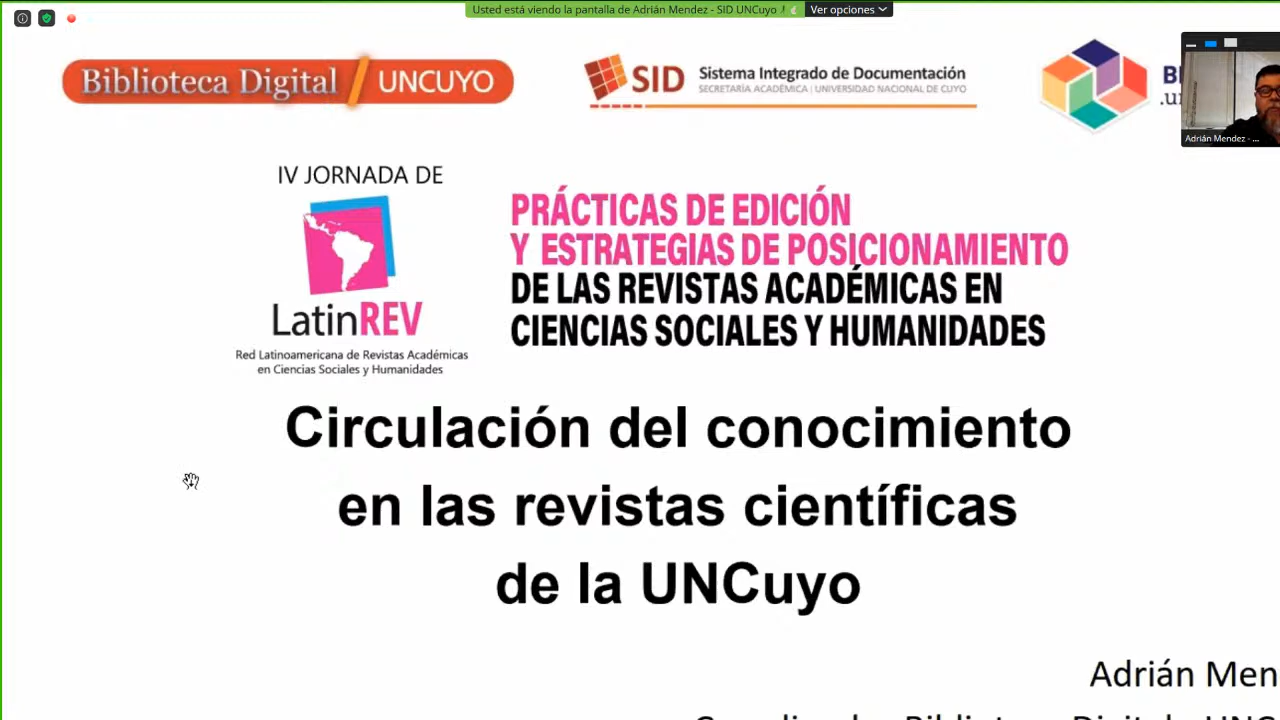 Usted está viendo la pantalla de Adrián Mendez - SID UNCuyo
Ver opciones
Biblioteca Digital / UNCUYO
SID
Sistema Integrado de Documentación
SECRETARÍA ACADÉMICA | UNIVERSIDAD NACIONAL DE CUYO
Adrián Mendez - ...
IV JORNADA DE
LatinREV
Red Latinoamericana de Revistas Académicas
en Ciencias Sociales y Humanidades
PRÁCTICAS DE EDICIÓN
Y ESTRATEGIAS DE POSICIONAMIENTO
DE LAS REVISTAS ACADÉMICAS EN
CIENCIAS SOCIALES Y HUMANIDADES
Circulación del conocimiento
en las revistas científicas
de la UNCuyo
Adrián Men